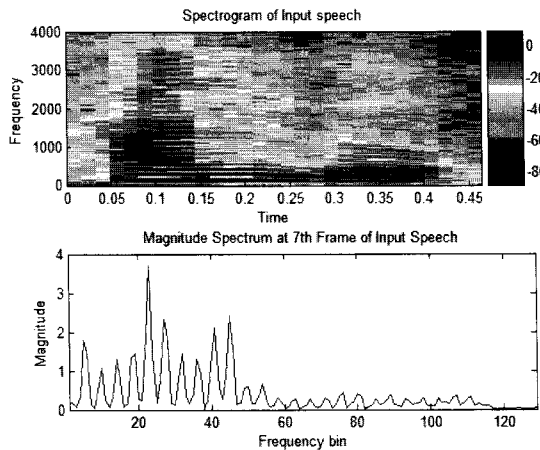 Spectrogram of Input speech
4000
3000
2000
1000
0
Frequency
0 0.05 0.1 0.15 0.2 0.25 0.3 0.35 0.4 0.45
Time
0
-20
-40
-60
-80
Magnitude Spectrum at 7th Frame of Input Speech
4
3
2
1
0
Magnitude
20 40 60 80 100 120
Frequency bin